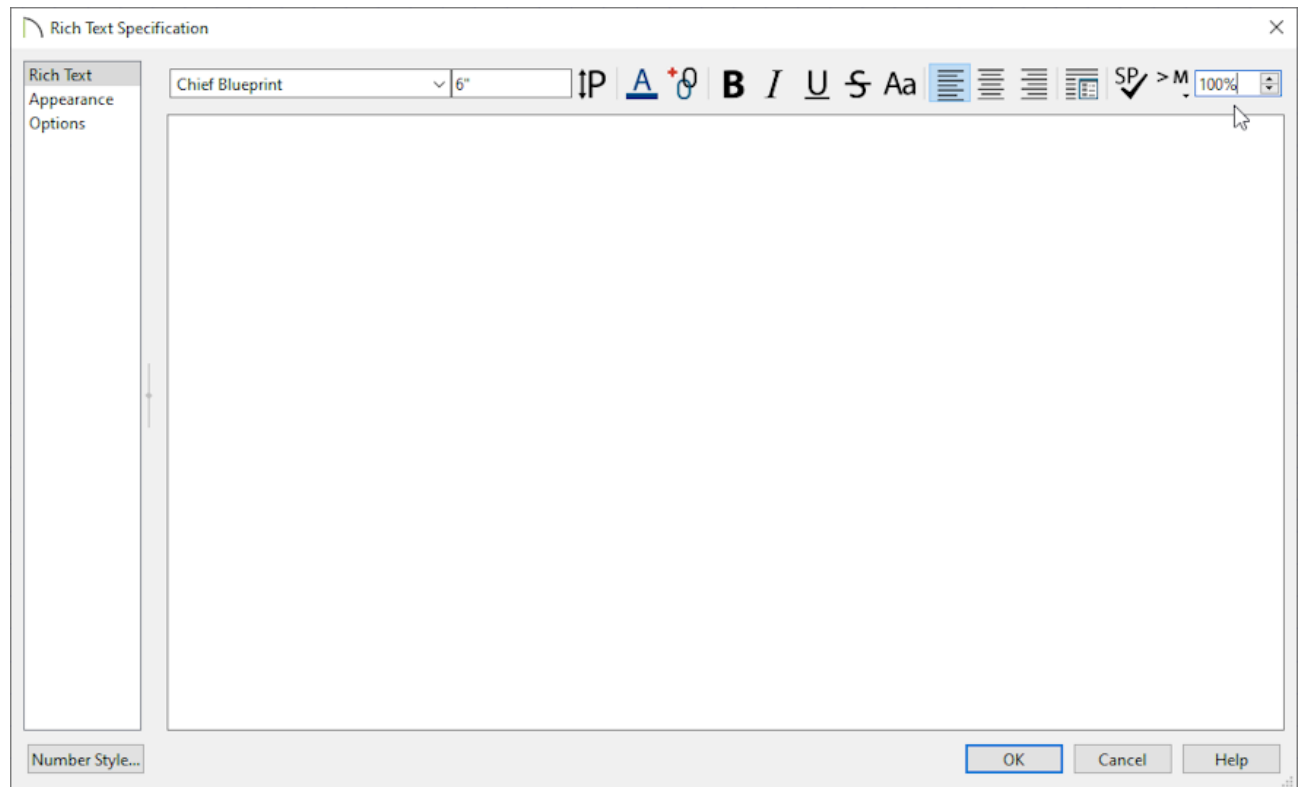 Rich Text Specification
Rich Text
Appearance
Options
Chief Blueprint 6" P A B I U S Aa SP > M 100%
Number Style...
OK Cancel Help